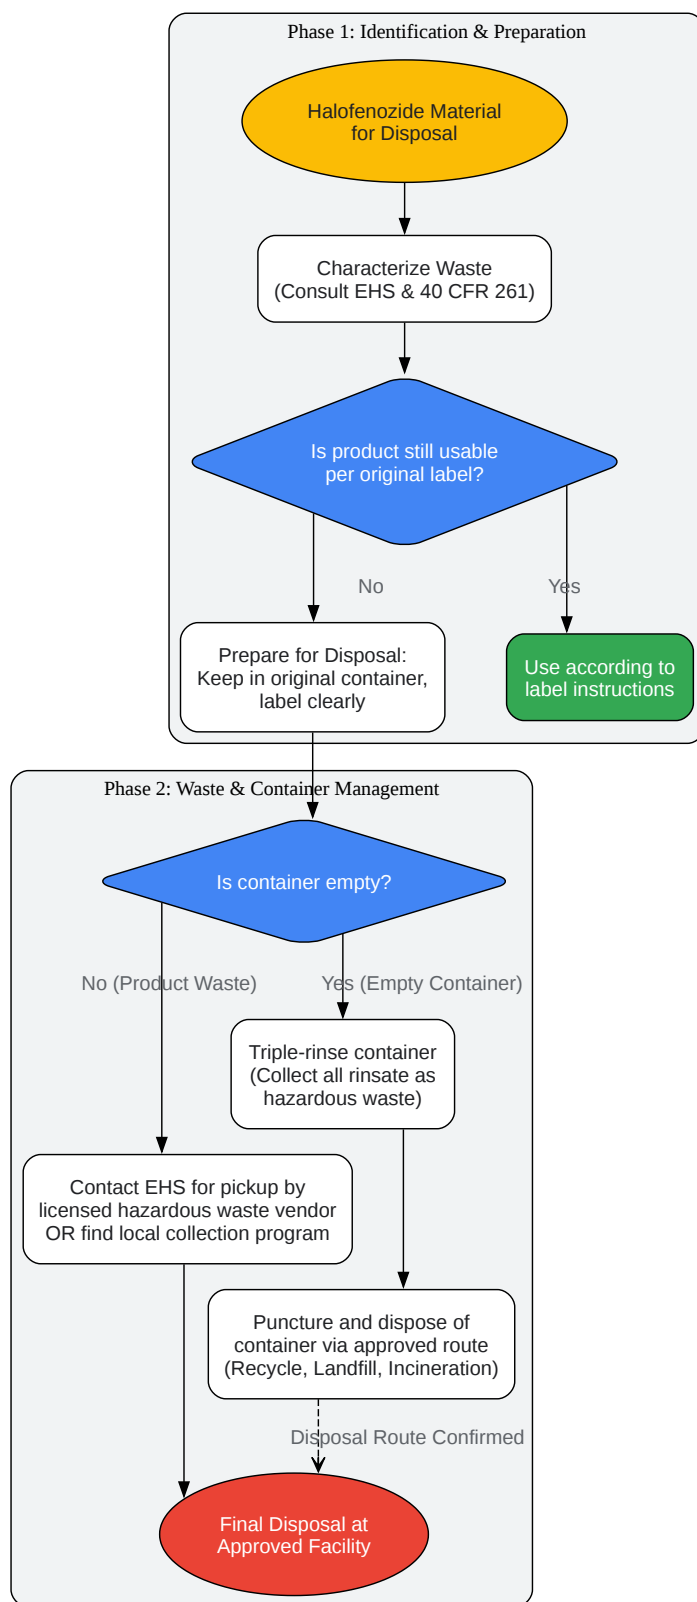 Phase 1: Identification & Preparation
Halofenozide Material
for Disposal
Characterize Waste
(Consult EHS & 40 CFR 261)
Is product still usable
per original label?
No
Yes
Prepare for Disposal:
Keep in original container,
label clearly
Use according to
label instructions
Phase 2: Waste & Container Management
Is container empty?
No (Product Waste)
Yes (Empty Container)
Triple-rinse container
(Collect all rinsate as
hazardous waste)
Contact EHS for pickup by
licensed hazardous waste vendor
OR find local collection program
Puncture and dispose of
container via approved route
(Recycle, Landfill, Incineration)
Disposal Route Confirmed
Final Disposal at
Approved Facility